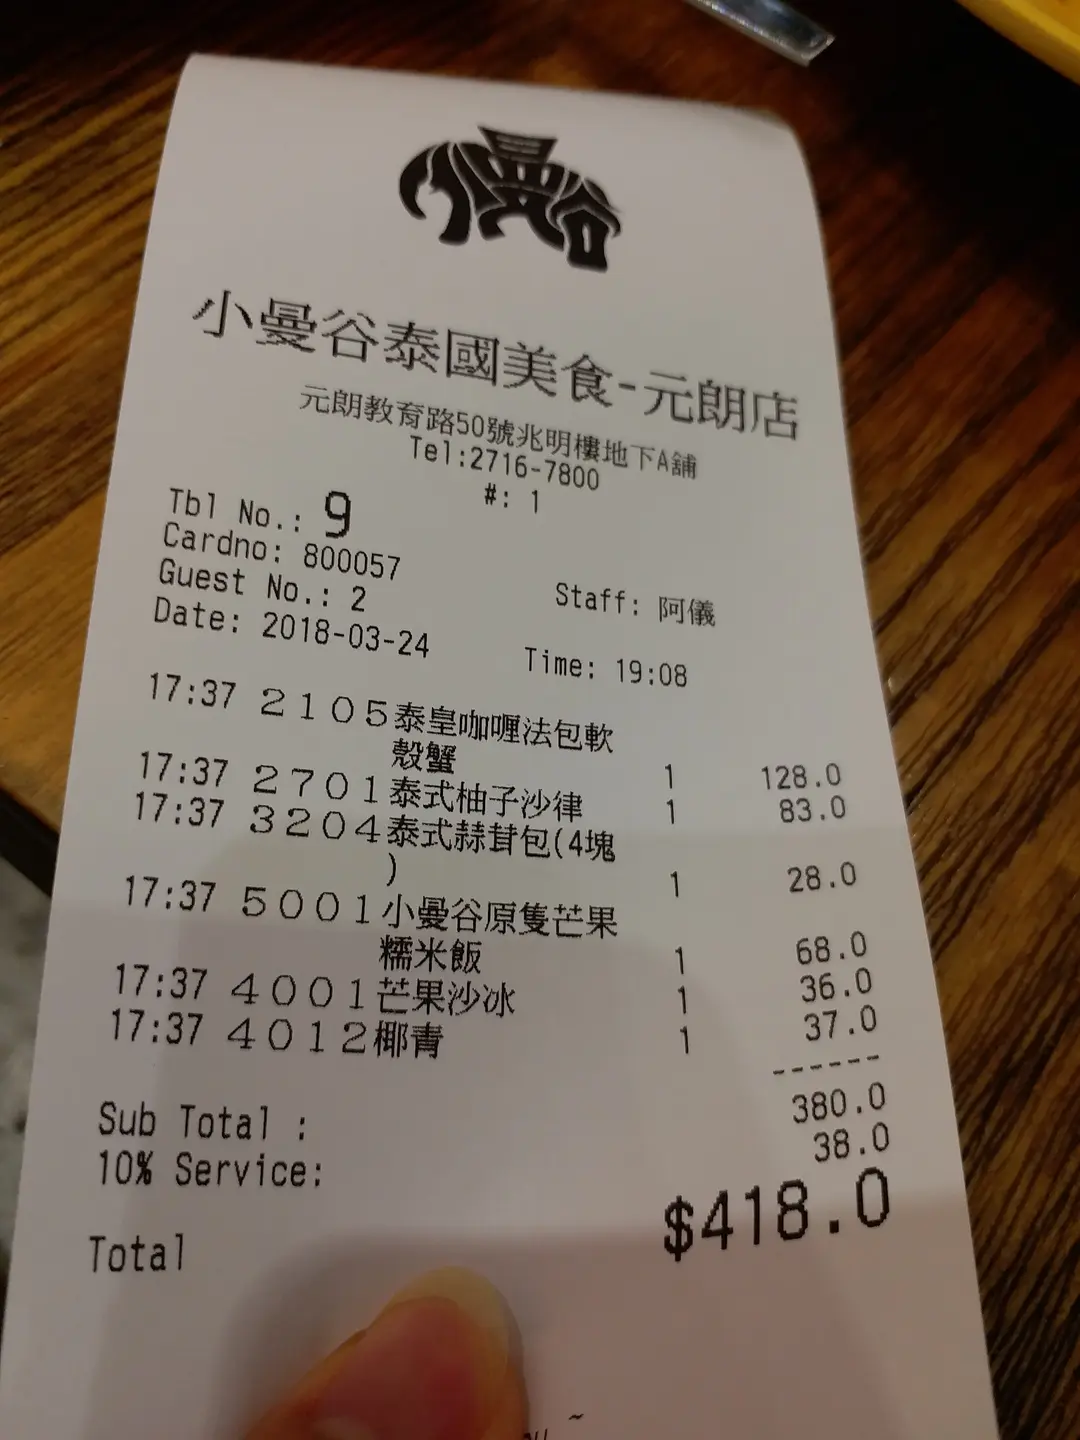 小曼谷
小曼谷泰國美食-元朗店
元朗教育路50號兆明樓地下A舖
Tel:2716-7800
#: 1
Tbl No.: 9
Cardno: 800057
Guest No.: 2 Staff: 阿儀
Date: 2018-03-24 Time: 19:08
17:37 2105泰皇咖喱法包軟
殼蟹 1 128.0
17:37 2701泰式柚子沙律 1 83.0
17:37 3204泰式蒜茸包(4塊
) 1 28.0
17:37 5001小曼谷原隻芒果
糯米飯 1 68.0
17:37 4001芒果沙冰 1 36.0
17:37 4012椰青 1 37.0
------
Sub Total : 380.0
10% Service: 38.0
Total $418.0